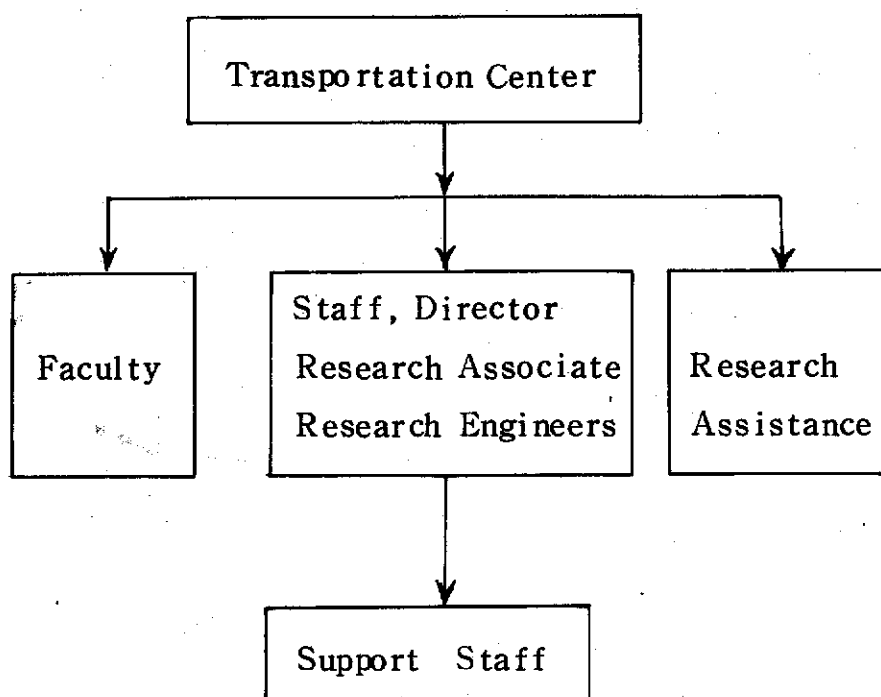 Transportation Center
Faculty
Staff, Director
Research Associate
Research Engineers
Research
Assistance
Support Staff